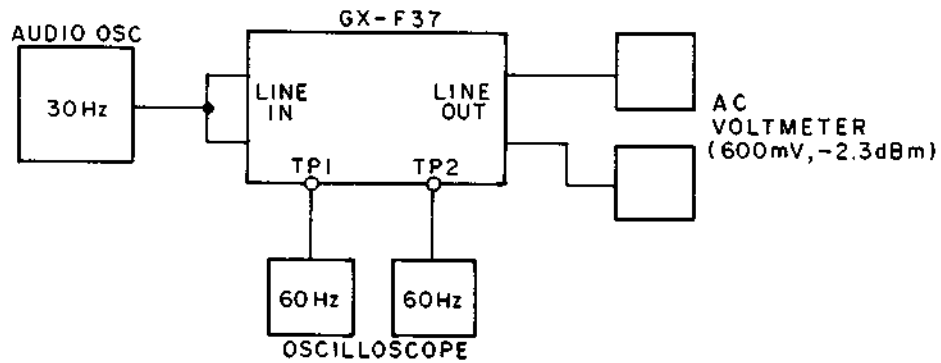 GX-F37
AUDIO OSC
30Hz
LINE
IN
LINE
OUT
TP1
TP2
AC
VOLTMETER
(600mV, -2.3dBm)
60Hz
60Hz
OSCILLOSCOPE